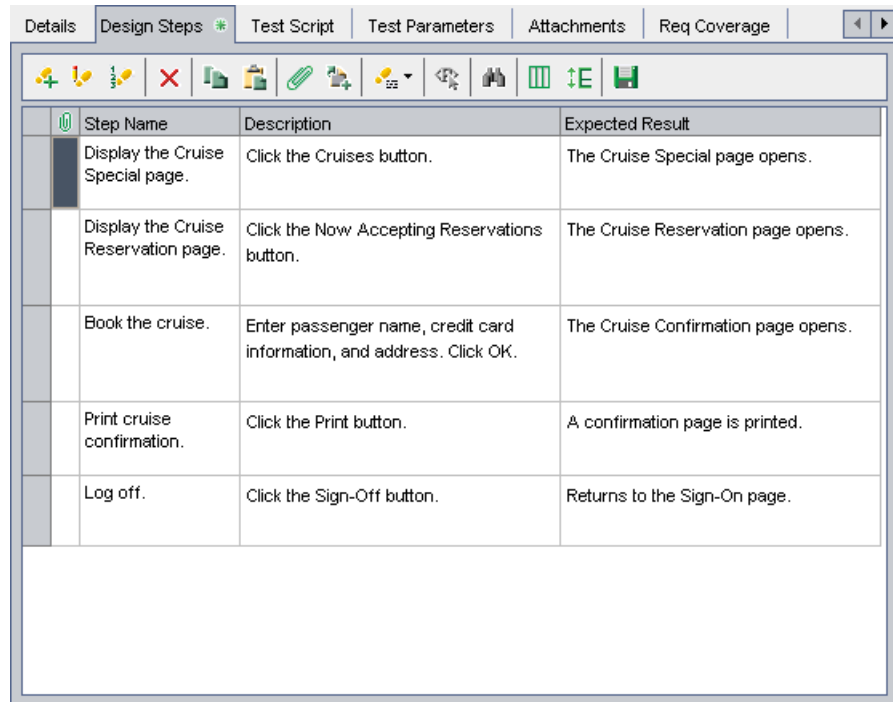 Details Design Steps Test Script Test Parameters Attachments Req Coverage
Step Name Description Expected Result
Display the Cruise
Special page.
Click the Cruises button.
The Cruise Special page opens.
Display the Cruise
Reservation page.
Click the Now Accepting Reservations
button.
The Cruise Reservation page opens.
Book the cruise.
Enter passenger name, credit card
information, and address. Click OK.
The Cruise Confirmation page opens.
Print cruise
confirmation.
Click the Print button.
A confirmation page is printed.
Log off.
Click the Sign-Off button.
Returns to the Sign-On page.